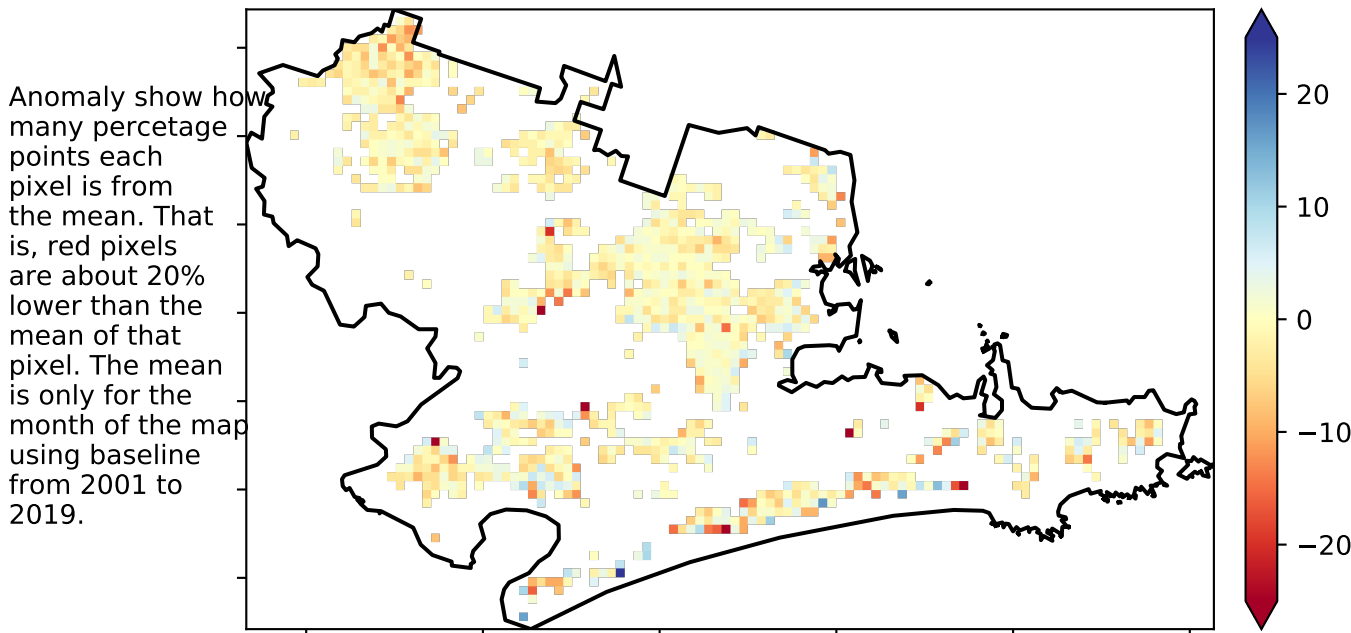 Anomaly show how
many percetage
points each
pixel is from
the mean. That
is, red pixels
are about 20%
lower than the
mean of that
pixel. The mean
is only for the
month of the map
using baseline
from 2001 to
2019.
20
10
0
−10
−20